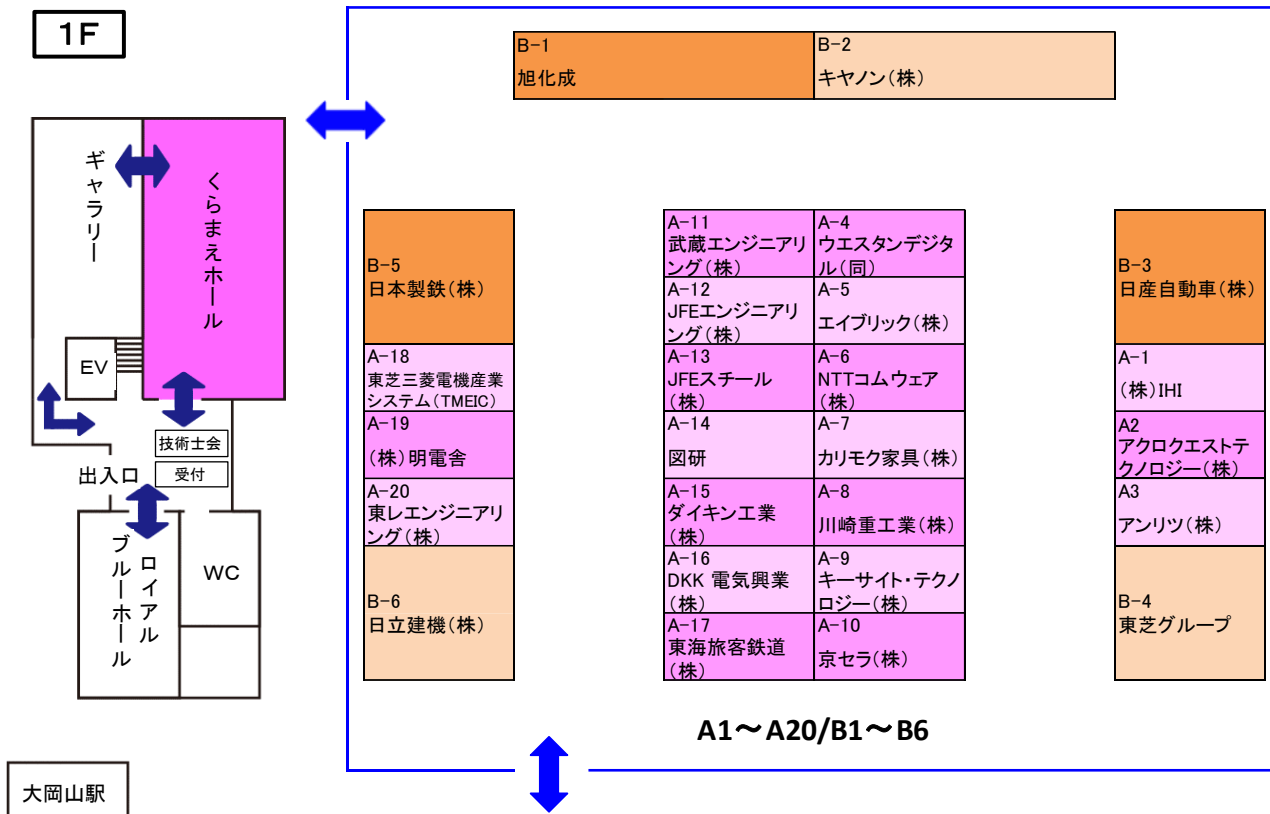 1F
ギャラリー
くらまえホール
EV
技術士会
出入口
受付
ロイアル
ブルーホール
WC
大岡山駅
B-1
旭化成
B-2
キヤノン(株)
B-5
日本製鉄(株)
A-18
東芝三菱電機産業
システム(TMEIC)
A-19
(株)明電舎
A-20
東レエンジニアリ
ング(株)
B-6
日立建機(株)
A-11
武蔵エンジニアリ
ング(株)
A-12
JFEエンジニアリ
ング(株)
A-13
JFEスチール
(株)
A-14
図研
A-15
ダイキン工業
(株)
A-16
DKK 電気興業
(株)
A-17
東海旅客鉄道
(株)
A-4
ウエスタンデジタ
ル(同)
A-5
エイブリック(株)
A-6
NTTコムウェア
(株)
A-7
カリモク家具(株)
A-8
川崎重工業(株)
A-9
キーサイト・テクノ
ロジー(株)
A-10
京セラ(株)
B-3
日産自動車(株)
A-1
(株)IHI
A2
アクロクエストテ
クノロジー(株)
A3
アンリツ(株)
B-4
東芝グループ
A1～A20/B1～B6